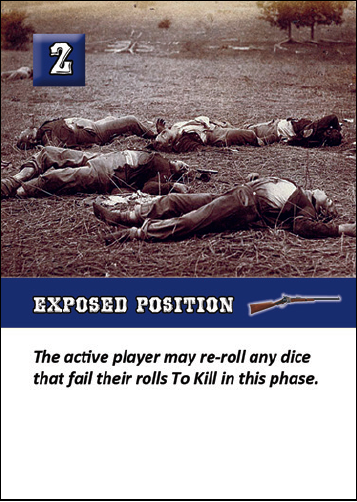 2
EXPOSED POSITION
The active player may re-roll any dice
that fail their rolls To Kill in this phase.